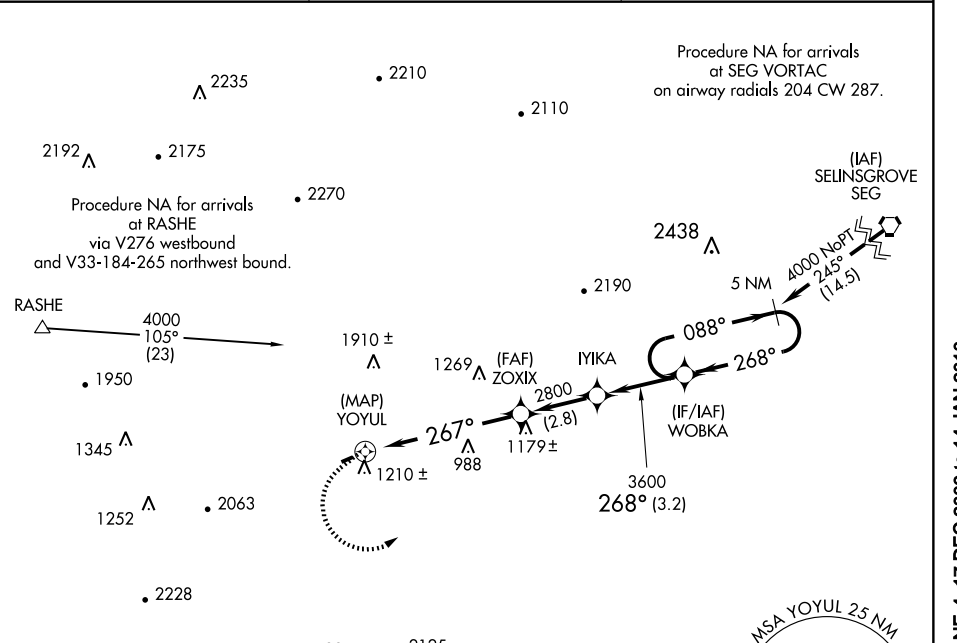 Procedure NA for arrivals
at SEG VORTAC
on airway radials 204 CW 287.
2235
2210
2110
2192
2175
2270
(IAF)
SELINSGROVE
SEG
Procedure NA for arrivals
at RASHE
via V276 westbound
and V33-184-265 northwest bound.
2438
4000 NoPT
245°
(14.5)
5 NM
2190
RASHE
4000
105°
(23)
088°
268°
1910 ±
1269
(FAF)
ZOXIX
IYIKA
2800
(2.8)
1950
(MAP)
YOYUL
267°
(IF/IAF)
WOBKA
1345
1179±
988
1210 ±
3600
268° (3.2)
1252
2063
2228
MSA YOYUL 25 NM